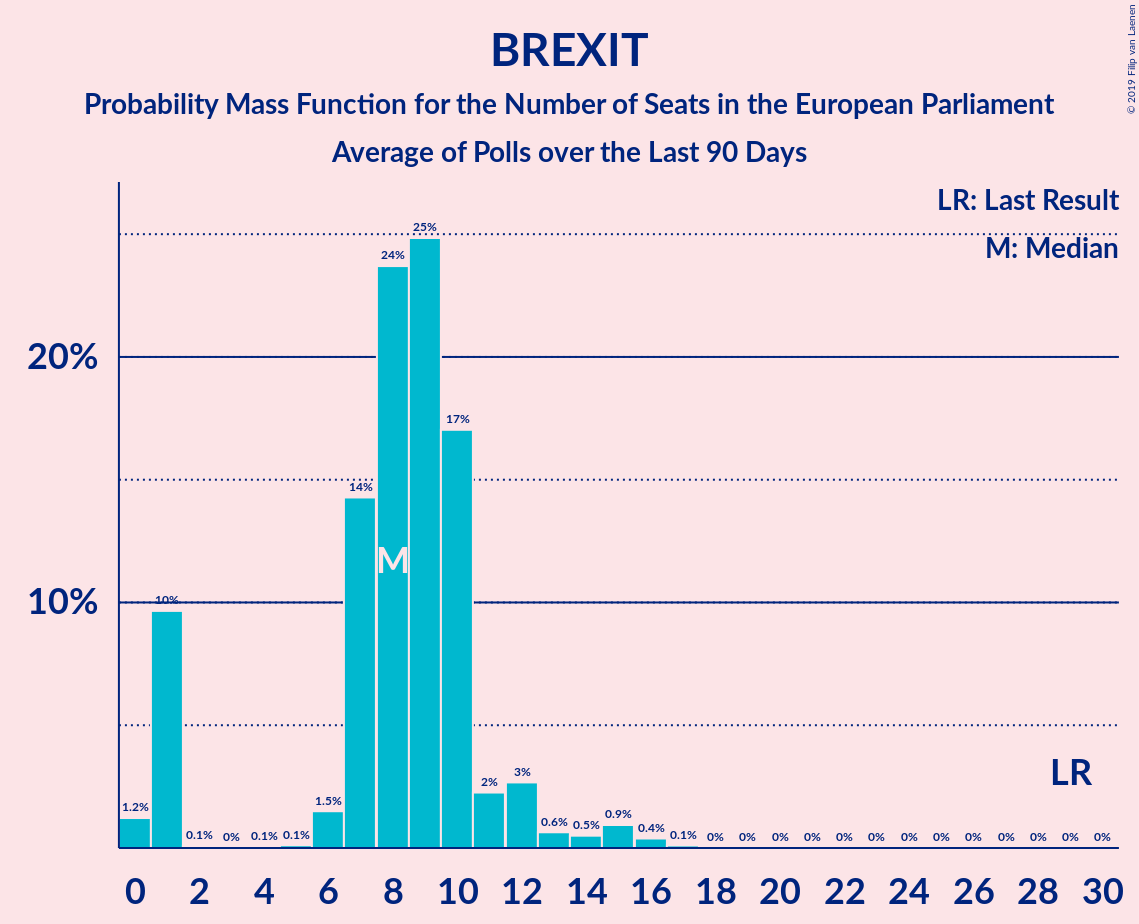 BREXIT
Probability Mass Function for the Number of Seats in the European Parliament
Average of Polls over the Last 90 Days
© 2019 Filip van Laenen
LR: Last Result
M: Median
20%
10%
1.2% 10% 0.1% 0% 0.1% 0.1% 1.5% 14% 24% 25% 17% 2% 3% 0.6% 0.5% 0.9% 0.4% 0.1% 0% 0% 0% 0% 0% 0% 0% 0% 0% 0% 0% 0% 0%
M
LR
0 2 4 6 8 10 12 14 16 18 20 22 24 26 28 30